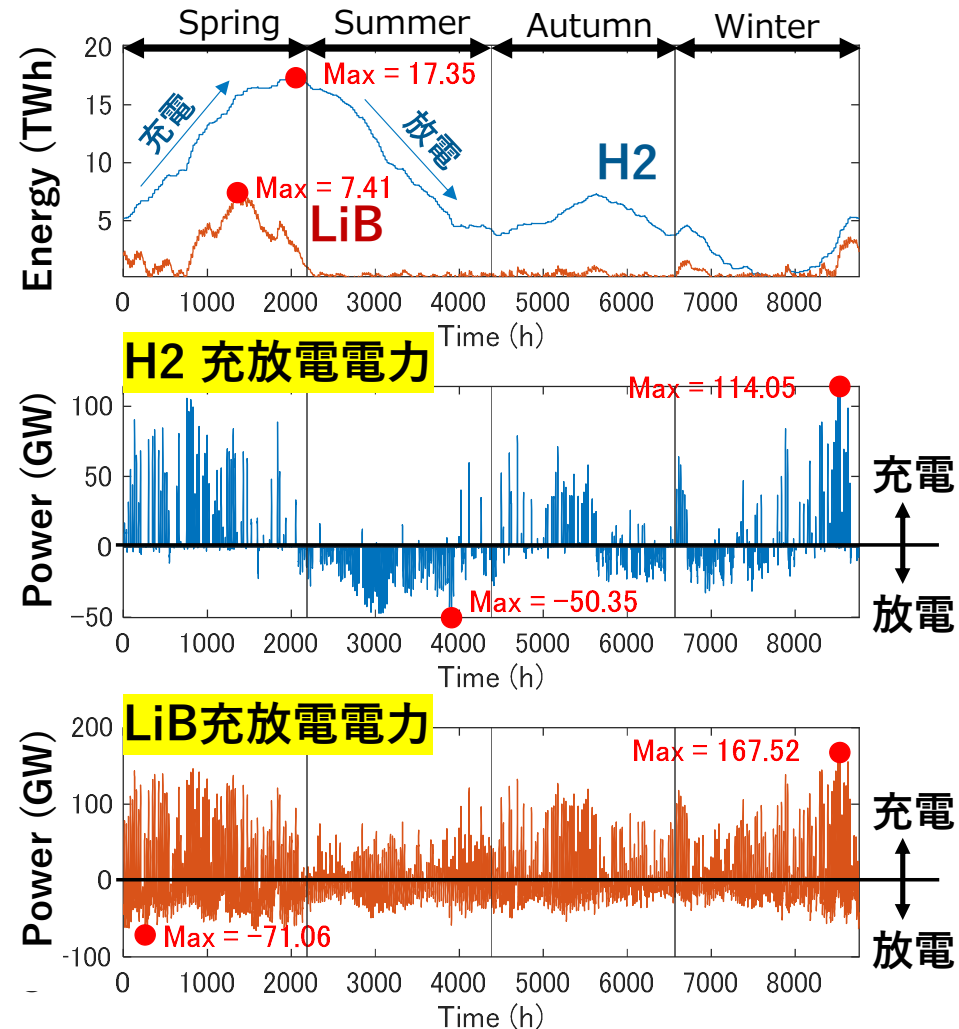 Spring Summer Autumn Winter
Energy (TWh)
20
15
10
5
Max = 17.35
充電
放電
Max = 7.41
LiB
H2
0 1000 2000 3000 4000 5000 6000 7000 8000
Time (h)
H2 充放電電力
Power (GW)
100
50
0
−50
Max = 114.05
Max = −50.35
充電
放電
0 1000 2000 3000 4000 5000 6000 7000 8000
Time (h)
LiB充放電電力
Power (GW)
200
100
0
-100
Max = 167.52
Max = −71.06
充電
放電
0 1000 2000 3000 4000 5000 6000 7000 8000
Time (h)